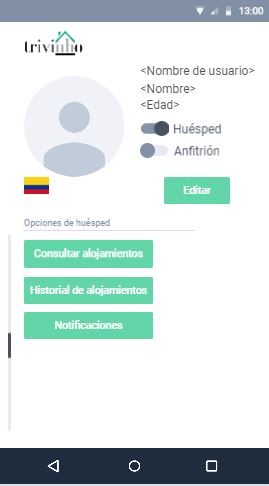 13:00
trivinho
<Nombre de usuario>
<Nombre>
<Edad>
Huésped
Anfitrión
Editar
Opciones de huésped
Consultar alojamientos
Historial de alojamientos
Notificaciones